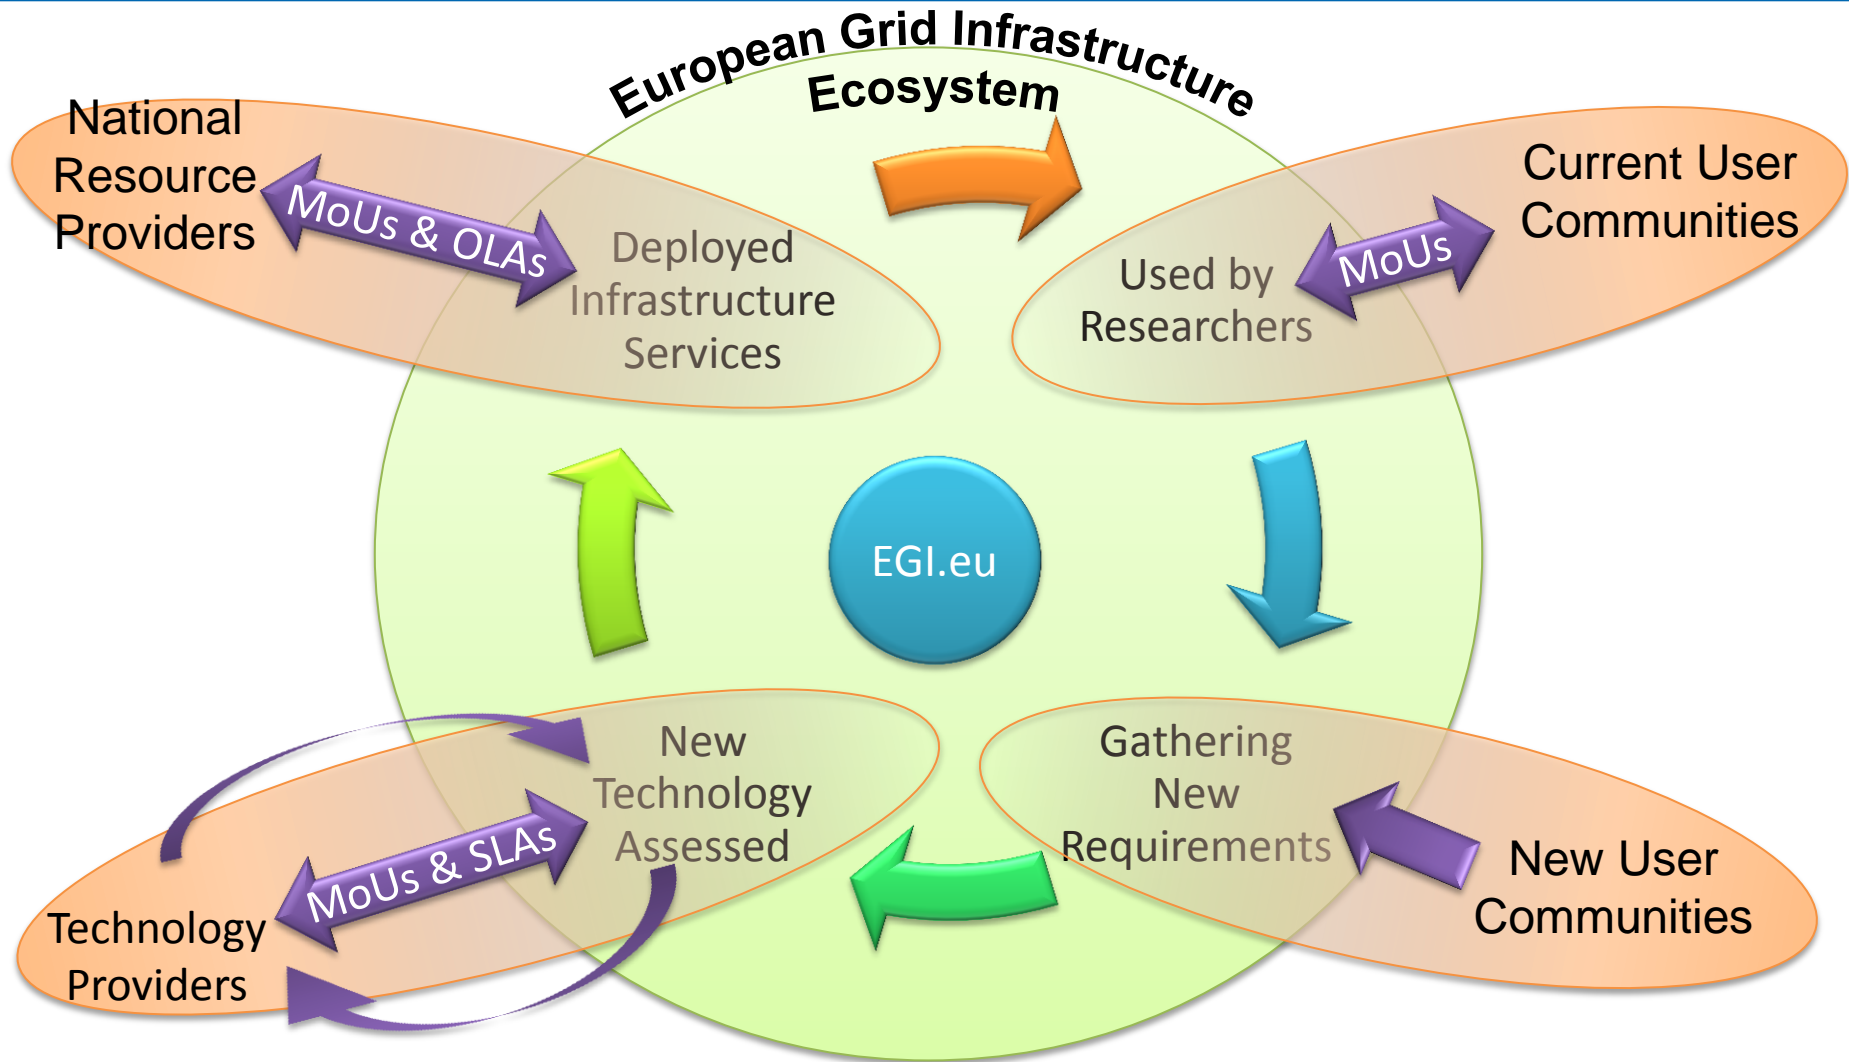 European Grid Infrastructure
Ecosystem
National
Resource
Providers
MoUs & OLAs
Deployed
Infrastructure
Services
Used by
Researchers
MoUs
Current User
Communities
EGI.eu
New
Technology
Assessed
MoUs & SLAs
Technology
Providers
Gathering
New
Requirements
New User
Communities